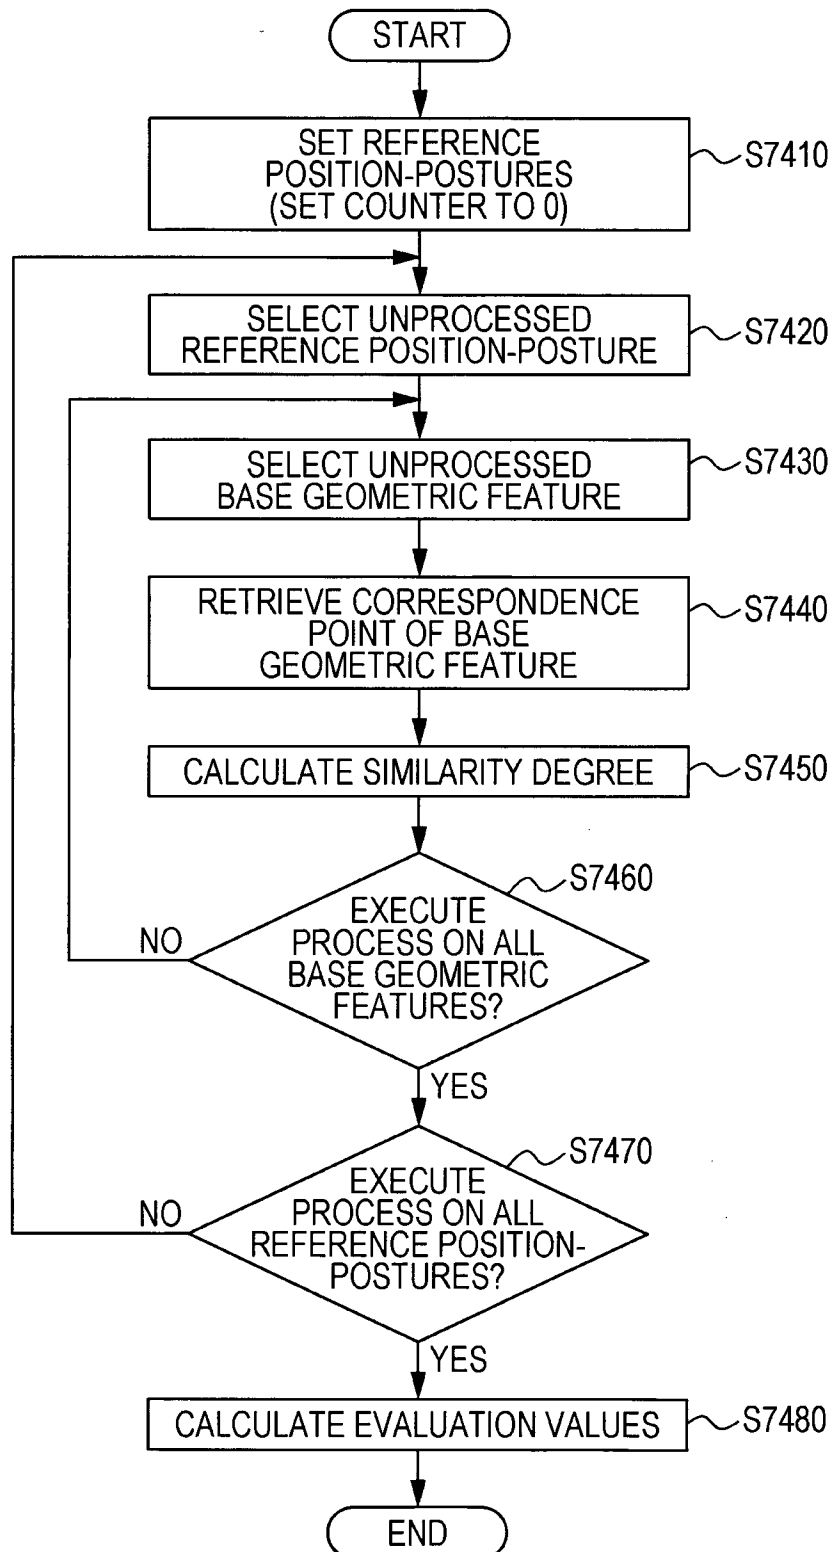 START
SET REFERENCE
POSITION-POSTURES
(SET COUNTER TO 0)
S7410
SELECT UNPROCESSED
REFERENCE POSITION-POSTURE
S7420
SELECT UNPROCESSED
BASE GEOMETRIC FEATURE
S7430
RETRIEVE CORRESPONDENCE
POINT OF BASE
GEOMETRIC FEATURE
S7440
CALCULATE SIMILARITY DEGREE
S7450
S7460
EXECUTE
PROCESS ON ALL
BASE GEOMETRIC
FEATURES?
NO
YES
S7470
EXECUTE
PROCESS ON ALL
REFERENCE POSITION-
POSTURES?
NO
YES
CALCULATE EVALUATION VALUES
S7480
END